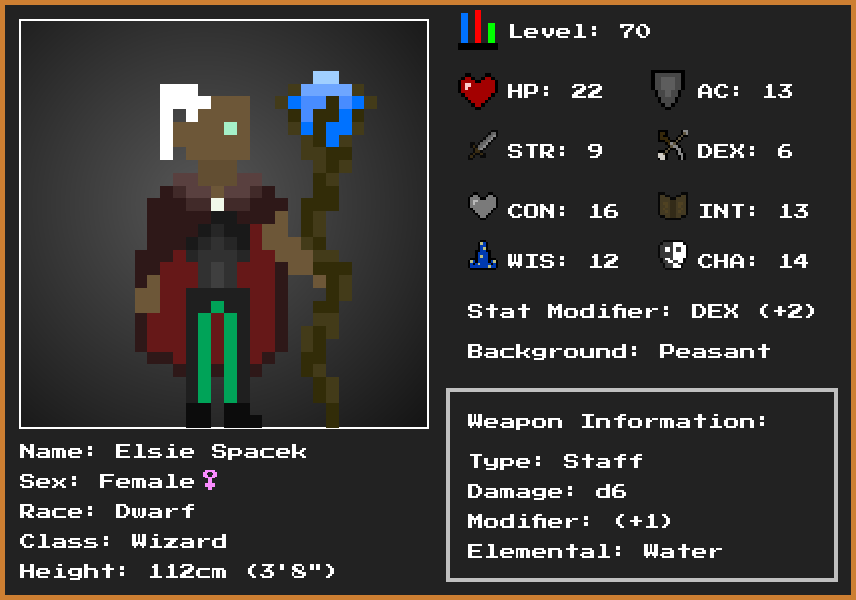 Level: 70
HP: 22
AC: 13
STR: 9
DEX: 6
CON: 16
INT: 13
WIS: 12
CHA: 14
Stat Modifier: DEX (+2)
Background: Peasant
Weapon Information:
Type: Staff
Damage: d6
Modifier: (+1)
Elemental: Water
Name: Elsie Spacek
Sex: Female♀
Race: Dwarf
Class: Wizard
Height: 112cm (3'8")